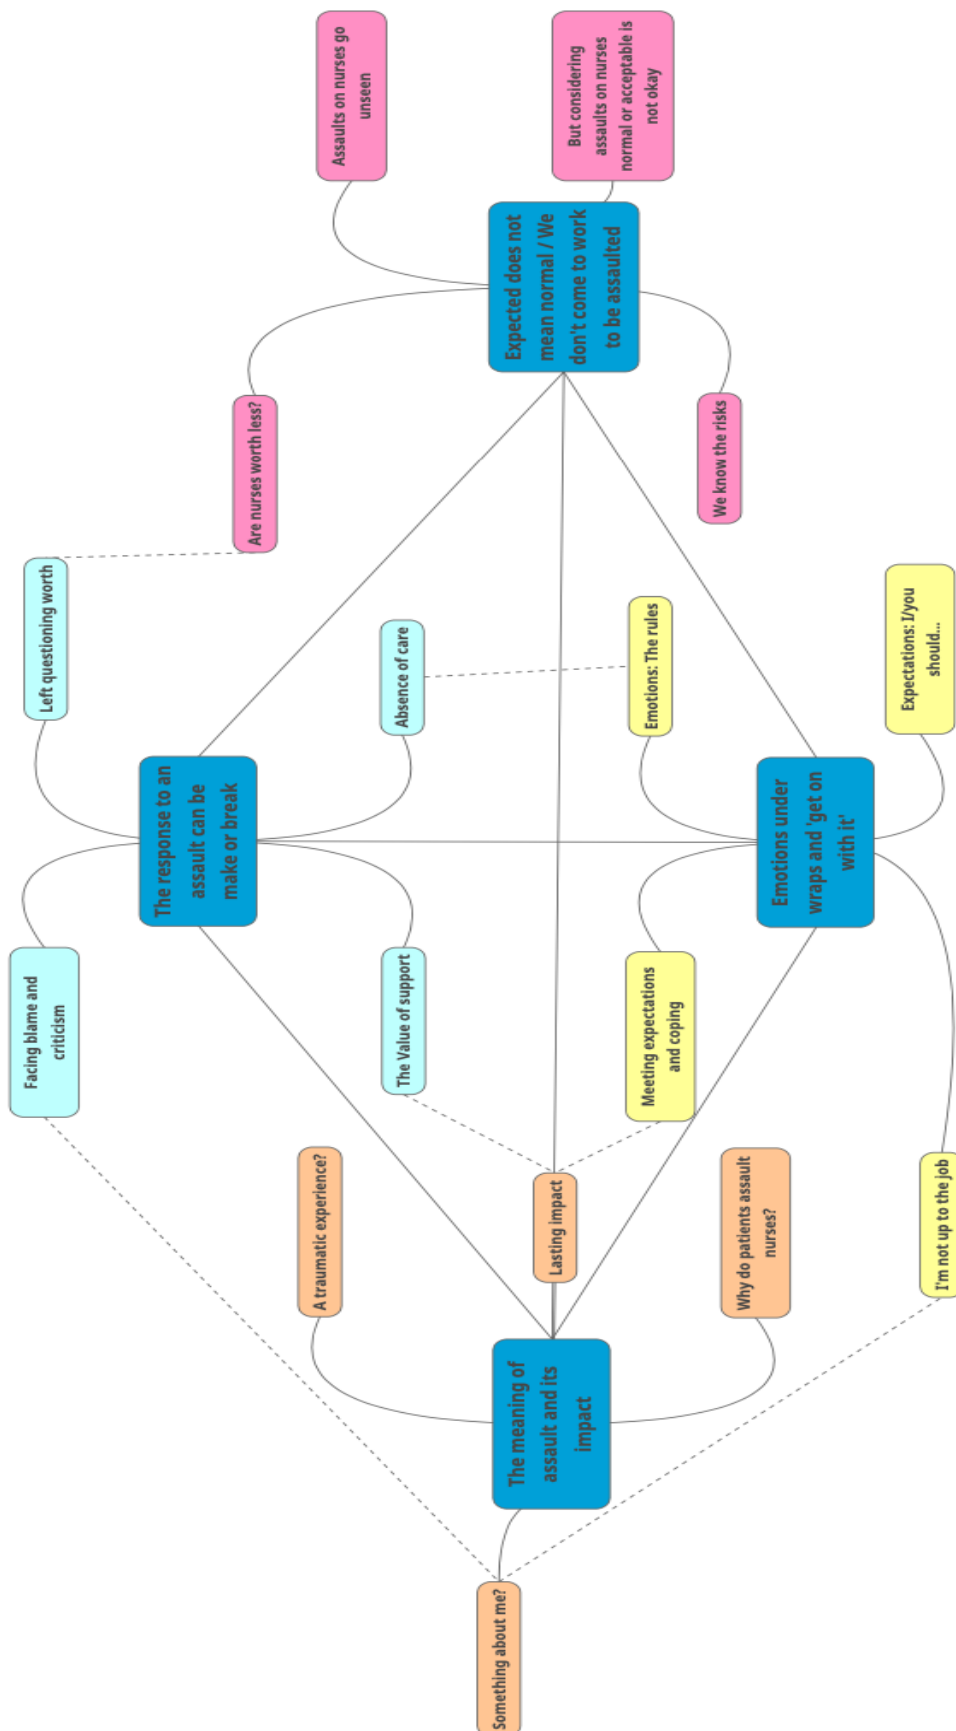 Something about me?
The meaning of
assault and its
impact
A traumatic experience?
Lasting impact
Why do patients assault
nurses?
Facing blame and
criticism
The Value of support
The response to an
assault can be
make or break
Left questioning worth
Absence of care
Meeting expectations
and coping
I'm not up to the job
Emotions under
wraps and 'get on
with it'
Emotions: The rules
Expectations: I/you
should...
Are nurses worth less?
We know the risks
Expected does not
mean normal / We
don't come to work
to be assaulted
Assaults on nurses go
unseen
But considering
assaults on nurses
normal or acceptable is
not okay